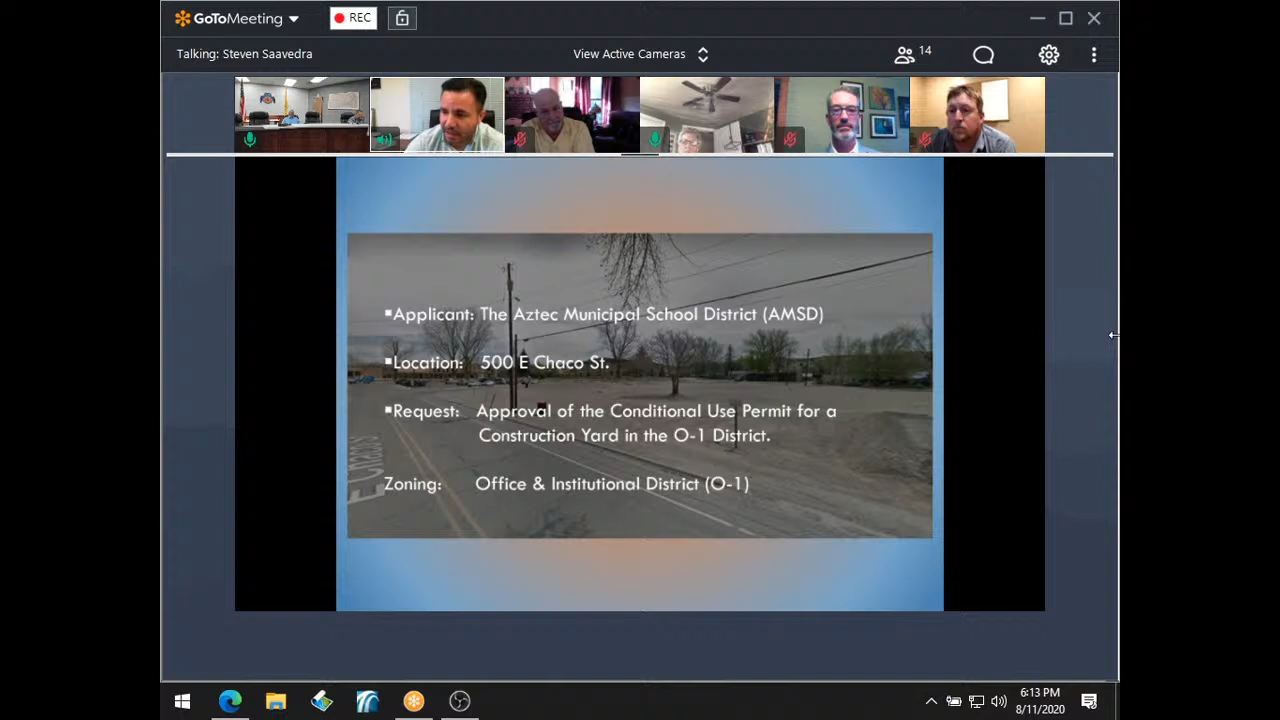 GoToMeeting
REC
Talking: Steven Saavedra
View Active Cameras
14
▪Applicant: The Aztec Municipal School District (AMSD)
▪Location: 500 E Chaco St.
▪Request: Approval of the Conditional Use Permit for a
Construction Yard in the O-1 District.
Zoning: Office & Institutional District (O-1)
E Chaco St
6:13 PM
8/11/2020